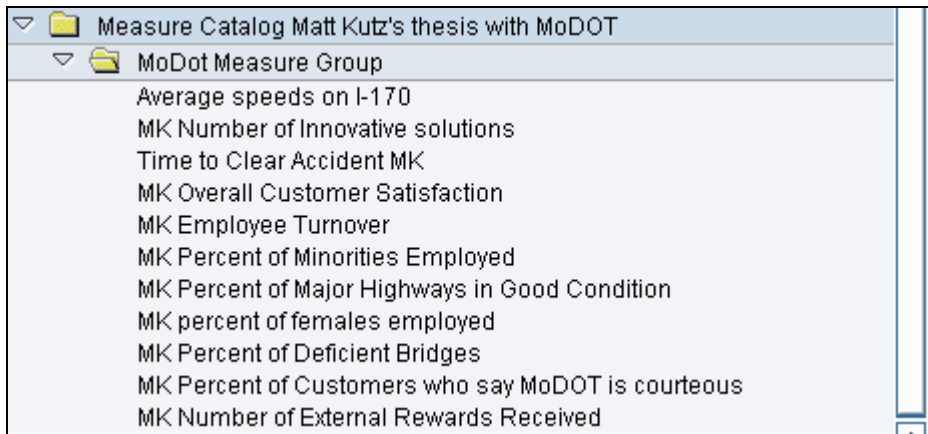 Measure Catalog Matt Kutz's thesis with MoDOT
MoDot Measure Group
Average speeds on I-170
MK Number of Innovative solutions
Time to Clear Accident MK
MK Overall Customer Satisfaction
MK Employee Turnover
MK Percent of Minorities Employed
MK Percent of Major Highways in Good Condition
MK percent of females employed
MK Percent of Deficient Bridges
MK Percent of Customers who say MoDOT is courteous
MK Number of External Rewards Received